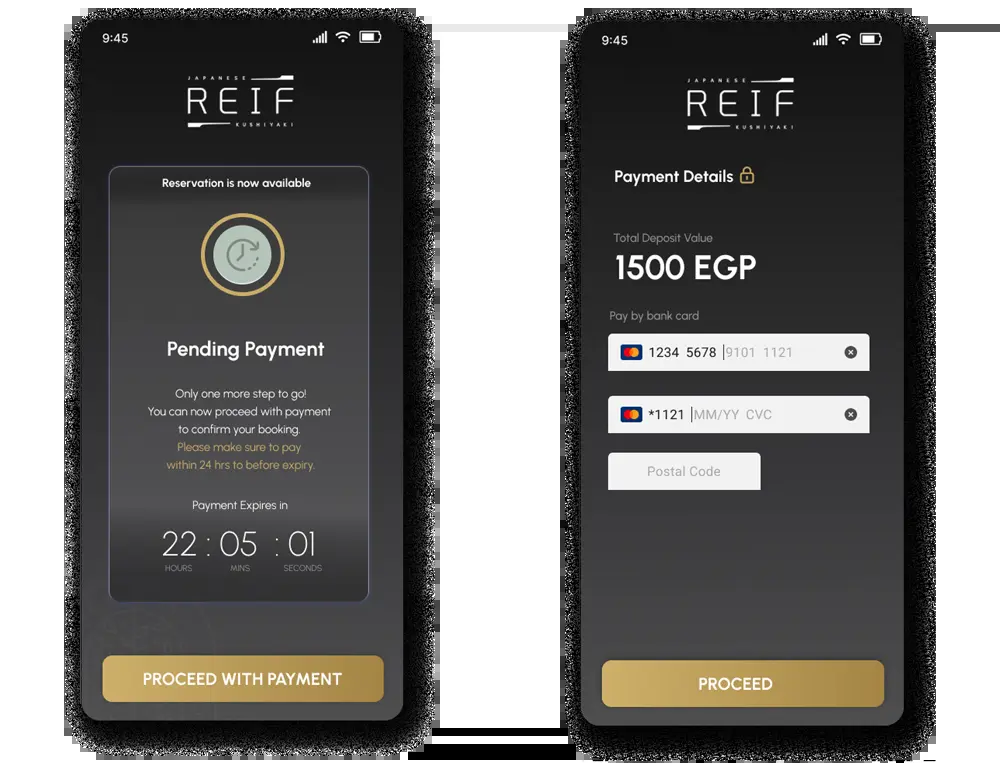 9:45
JAPANESE
REIF
KUSHIYAKI
Reservation is now available
Pending Payment
Only one more step to go!
You can now proceed with payment
to confirm your booking.
Please make sure to pay
within 24 hrs to before expiry.
Payment Expires in
22 : 05 : 01
HOURS MINS SECONDS
PROCEED WITH PAYMENT
9:45
JAPANESE
REIF
KUSHIYAKI
Payment Details
Total Deposit Value
1500 EGP
Pay by bank card
1234 5678 9101 1121
*1121 MM/YY CVC
Postal Code
PROCEED